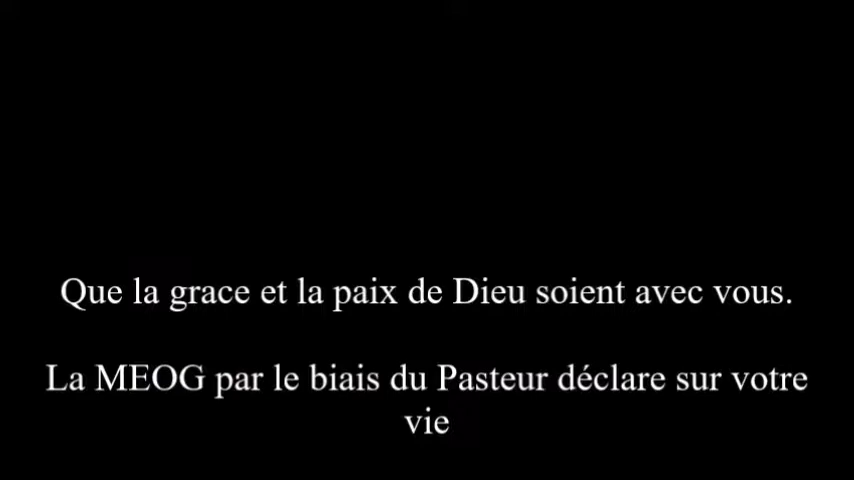 Que la grace et la paix de Dieu soient avec vous.
La MEOG par le biais du Pasteur déclare sur votre
vie